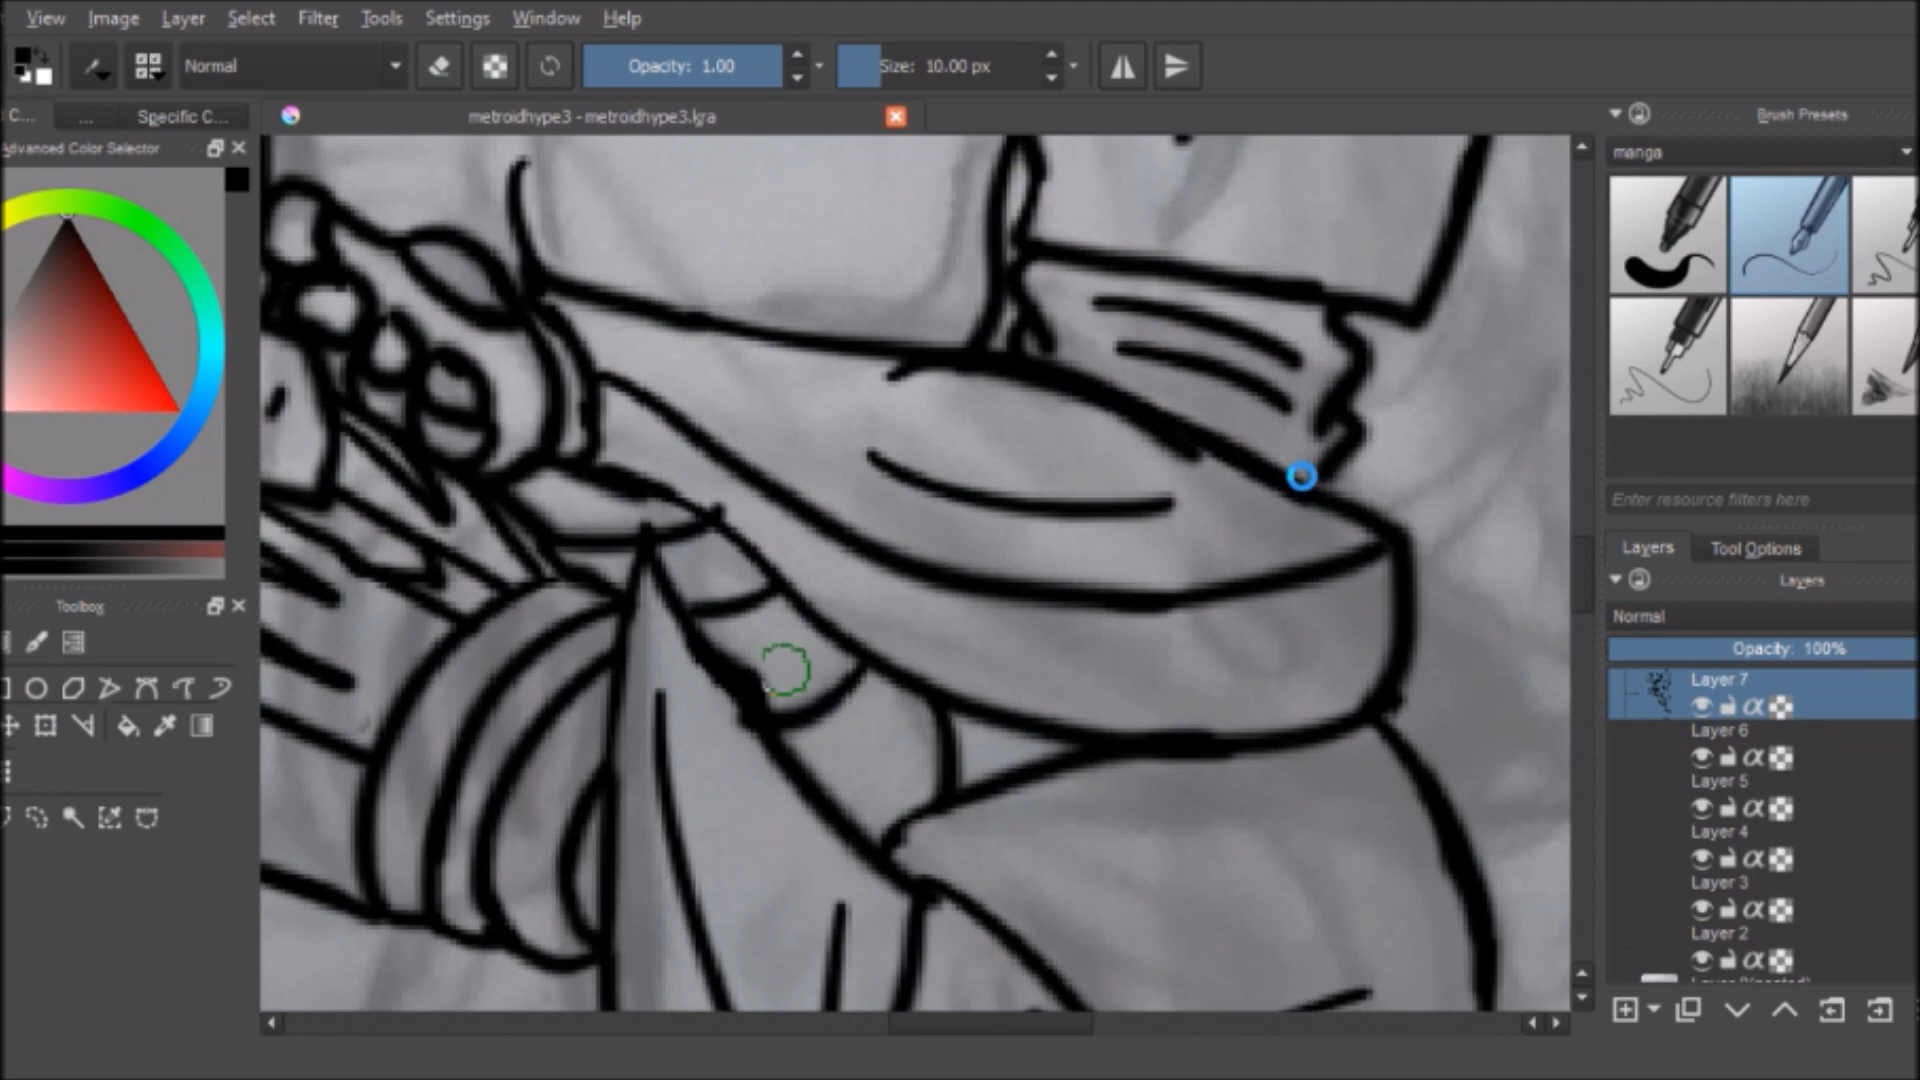 View Image Layer Select Filter Tools Settings Window Help
Normal Opacity: 1.00 Size: 10.00 px
C... ... Specific C... metroidhype3 - metroidhype3.kra Brush Presets
Advanced Color Selector
manga
Enter resource filters here
Layers Tool Options
Layers
Toolbox
Normal
Opacity: 100%
Layer 7
Layer 6
Layer 5
Layer 4
Layer 3
Layer 2